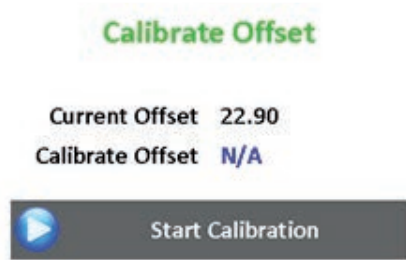 Calibrate Offset
Current Offset 22.90
Calibrate Offset N/A
Start Calibration